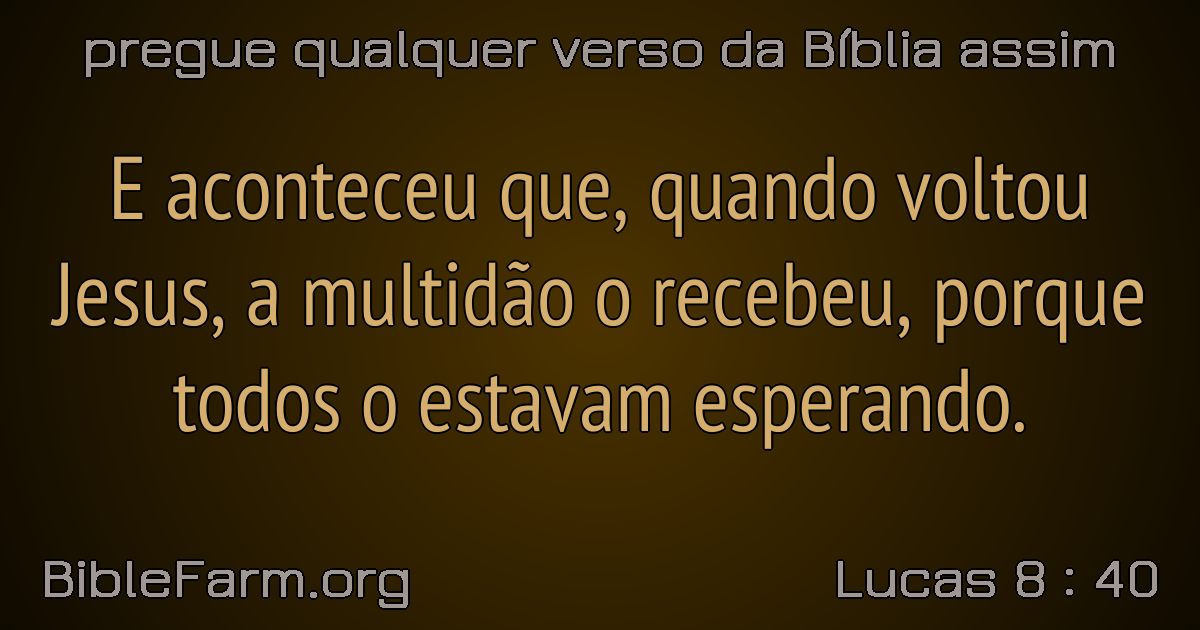 pregue qualquer verso da Bíblia assim
E aconteceu que, quando voltou
Jesus, a multidão o recebeu, porque
todos o estavam esperando.
BibleFarm.org
Lucas 8 : 40